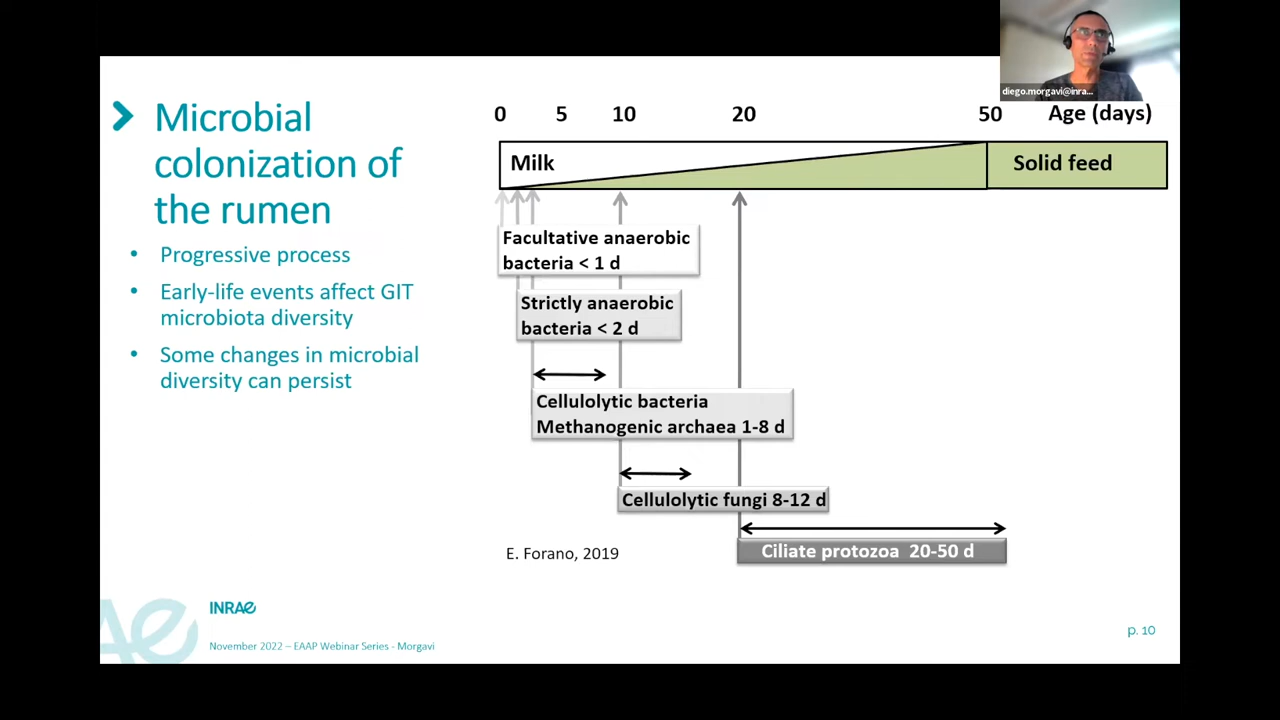 diego.morgavi@inra...
Microbial
colonization of
the rumen
• Progressive process
• Early-life events affect GIT
microbiota diversity
• Some changes in microbial
diversity can persist
0 5 10 20 50 Age (days)
Milk
Solid feed
Facultative anaerobic
bacteria < 1 d
Strictly anaerobic
bacteria < 2 d
Cellulolytic bacteria
Methanogenic archaea 1-8 d
Cellulolytic fungi 8-12 d
Ciliate protozoa 20-50 d
E. Forano, 2019
INRAE
November 2022 – EAAP Webinar Series - Morgavi
p. 10